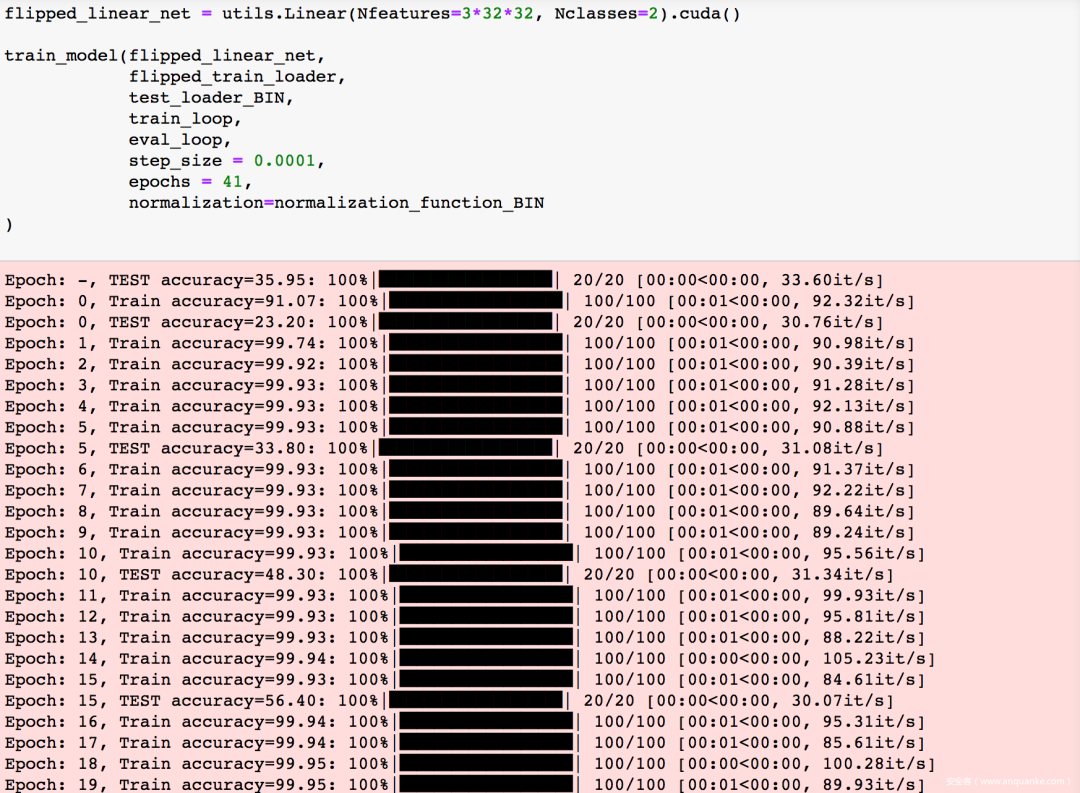 flipped_linear_net = utils.Linear(Nfeatures=3*32*32, Nclasses=2).cuda()
train_model(flipped_linear_net,
flipped_train_loader,
test_loader_BIN,
train_loop,
eval_loop,
step_size = 0.0001,
epochs = 41,
normalization=normalization_function_BIN
)
Epoch: -, TEST accuracy=35.95: 100%|██████████| 20/20 [00:00<00:00, 33.60it/s]
Epoch: 0, Train accuracy=91.07: 100%|██████████| 100/100 [00:01<00:00, 92.32it/s]
Epoch: 0, TEST accuracy=23.20: 100%|██████████| 20/20 [00:00<00:00, 30.76it/s]
Epoch: 1, Train accuracy=99.74: 100%|██████████| 100/100 [00:01<00:00, 90.98it/s]
Epoch: 2, Train accuracy=99.92: 100%|██████████| 100/100 [00:01<00:00, 90.39it/s]
Epoch: 3, Train accuracy=99.93: 100%|██████████| 100/100 [00:01<00:00, 91.28it/s]
Epoch: 4, Train accuracy=99.93: 100%|██████████| 100/100 [00:01<00:00, 92.13it/s]
Epoch: 5, Train accuracy=99.93: 100%|██████████| 100/100 [00:01<00:00, 90.88it/s]
Epoch: 5, TEST accuracy=33.80: 100%|██████████| 20/20 [00:00<00:00, 31.08it/s]
Epoch: 6, Train accuracy=99.93: 100%|██████████| 100/100 [00:01<00:00, 91.37it/s]
Epoch: 7, Train accuracy=99.93: 100%|██████████| 100/100 [00:01<00:00, 92.22it/s]
Epoch: 8, Train accuracy=99.93: 100%|██████████| 100/100 [00:01<00:00, 89.64it/s]
Epoch: 9, Train accuracy=99.93: 100%|██████████| 100/100 [00:01<00:00, 89.24it/s]
Epoch: 10, Train accuracy=99.93: 100%|██████████| 100/100 [00:01<00:00, 95.56it/s]
Epoch: 10, TEST accuracy=48.30: 100%|██████████| 20/20 [00:00<00:00, 31.34it/s]
Epoch: 11, Train accuracy=99.93: 100%|██████████| 100/100 [00:01<00:00, 99.93it/s]
Epoch: 12, Train accuracy=99.93: 100%|██████████| 100/100 [00:01<00:00, 95.81it/s]
Epoch: 13, Train accuracy=99.93: 100%|██████████| 100/100 [00:01<00:00, 88.22it/s]
Epoch: 14, Train accuracy=99.94: 100%|██████████| 100/100 [00:00<00:00, 105.23it/s]
Epoch: 15, Train accuracy=99.93: 100%|██████████| 100/100 [00:01<00:00, 84.61it/s]
Epoch: 15, TEST accuracy=56.40: 100%|██████████| 20/20 [00:00<00:00, 30.07it/s]
Epoch: 16, Train accuracy=99.94: 100%|██████████| 100/100 [00:01<00:00, 95.31it/s]
Epoch: 17, Train accuracy=99.94: 100%|██████████| 100/100 [00:01<00:00, 85.61it/s]
Epoch: 18, Train accuracy=99.95: 100%|██████████| 100/100 [00:00<00:00, 100.28it/s]
Epoch: 19, Train accuracy=99.95: 100%|██████████| 100/100 [00:01<00:00, 89.93it/s]
安全客（www.anquanke.com）